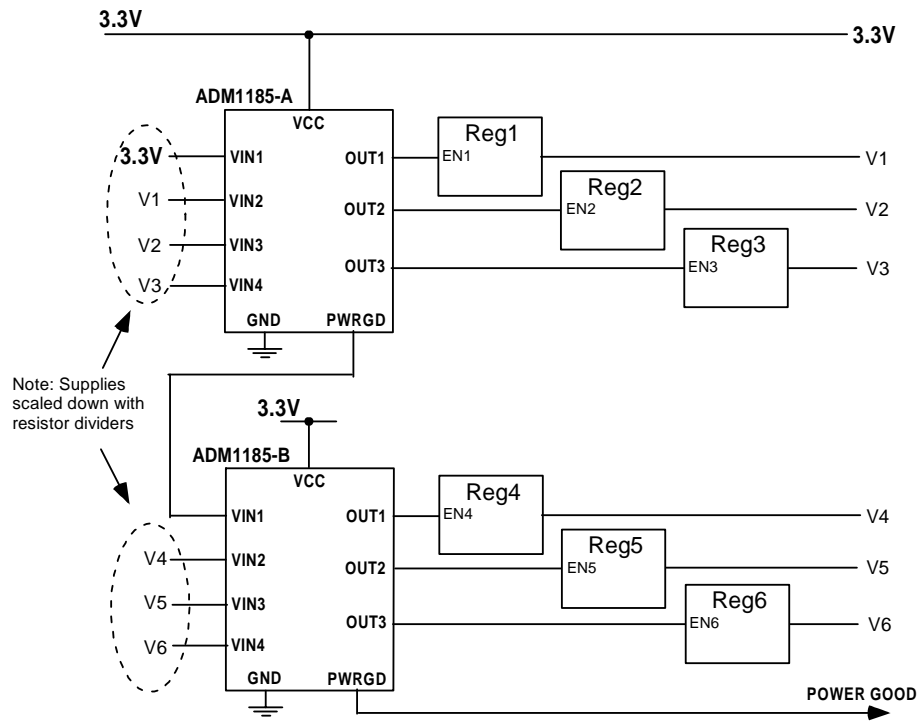 3.3V
3.3V
ADM1185-A
VCC
3.3V
VIN1
OUT1
Reg1
EN1
V1
V1
VIN2
OUT2
Reg2
EN2
V2
V2
VIN3
OUT3
Reg3
EN3
V3
V3
VIN4
GND
PWRGD
Note: Supplies
scaled down with
resistor dividers
3.3V
ADM1185-B
VCC
VIN1
OUT1
Reg4
EN4
V4
V4
VIN2
OUT2
Reg5
EN5
V5
V5
VIN3
OUT3
Reg6
EN6
V6
V6
VIN4
GND
PWRGD
POWER GOOD